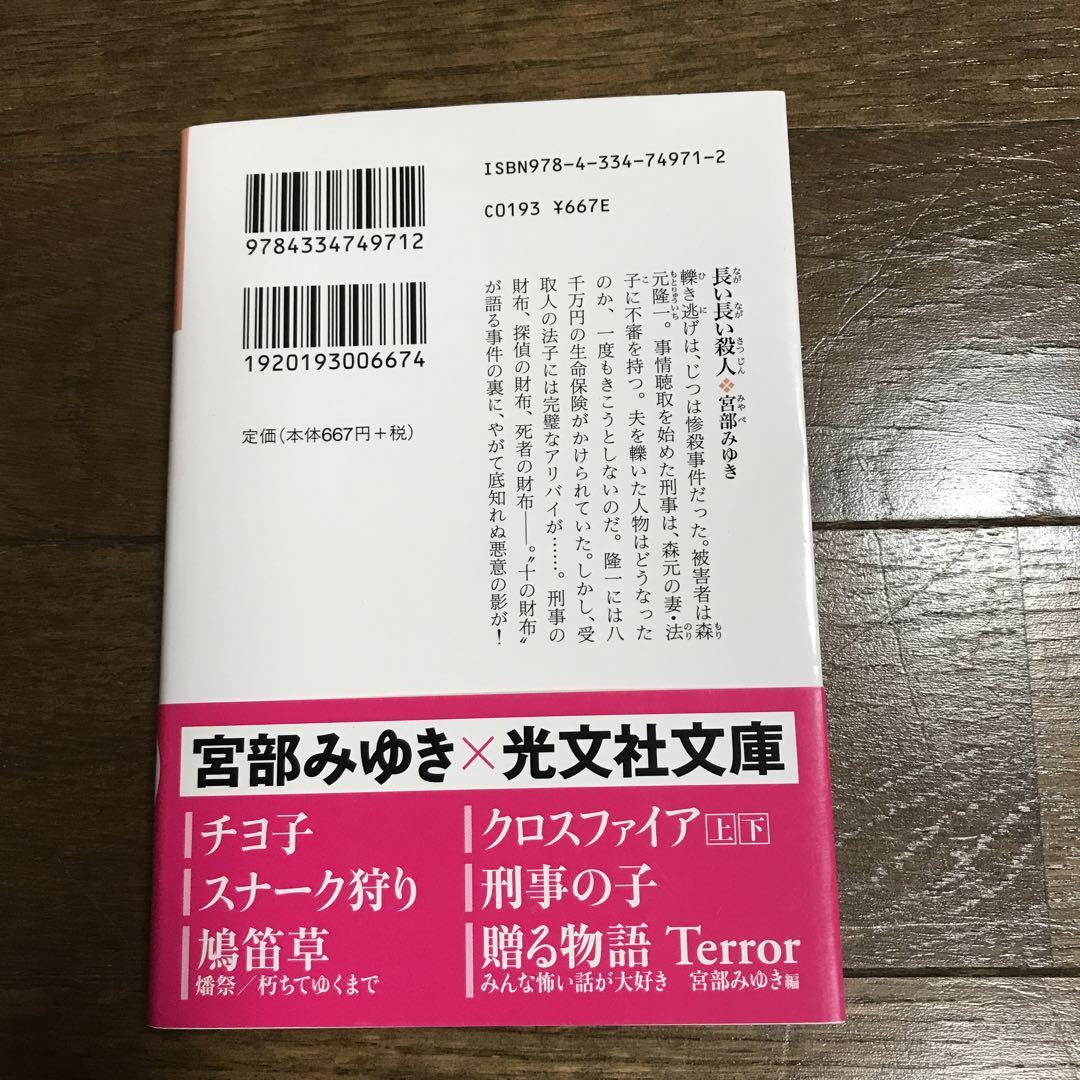 ISBN978-4-334-74971-2
C0193 ¥667E
9784334749712
1920193006674
定価(本体667円+税)
長い長い殺人❖宮部みゆき
轢き逃げは、じつは惨殺事件だった。被害者は森
元隆一。事情聴取を始めた刑事は、森元の妻・法
子に不審を持つ。夫を轢いた人物はどうなった
のか、一度もきこうとしないのだ。隆一には八
千万円の生命保険がかけられていた。しかし、受
取人の法子には完璧なアリバイが……。刑事の
財布、探偵の財布、死者の財布——。〝十の財布〟
が語る事件の裏に、やがて底知れぬ悪意の影が！
宮部みゆき×光文社文庫
チヨ子
スナーク狩り
鳩笛草
燔祭／朽ちてゆくまで
クロスファイア上下
刑事の子
贈る物語 Terror
みんな怖い話が大好き 宮部みゆき編